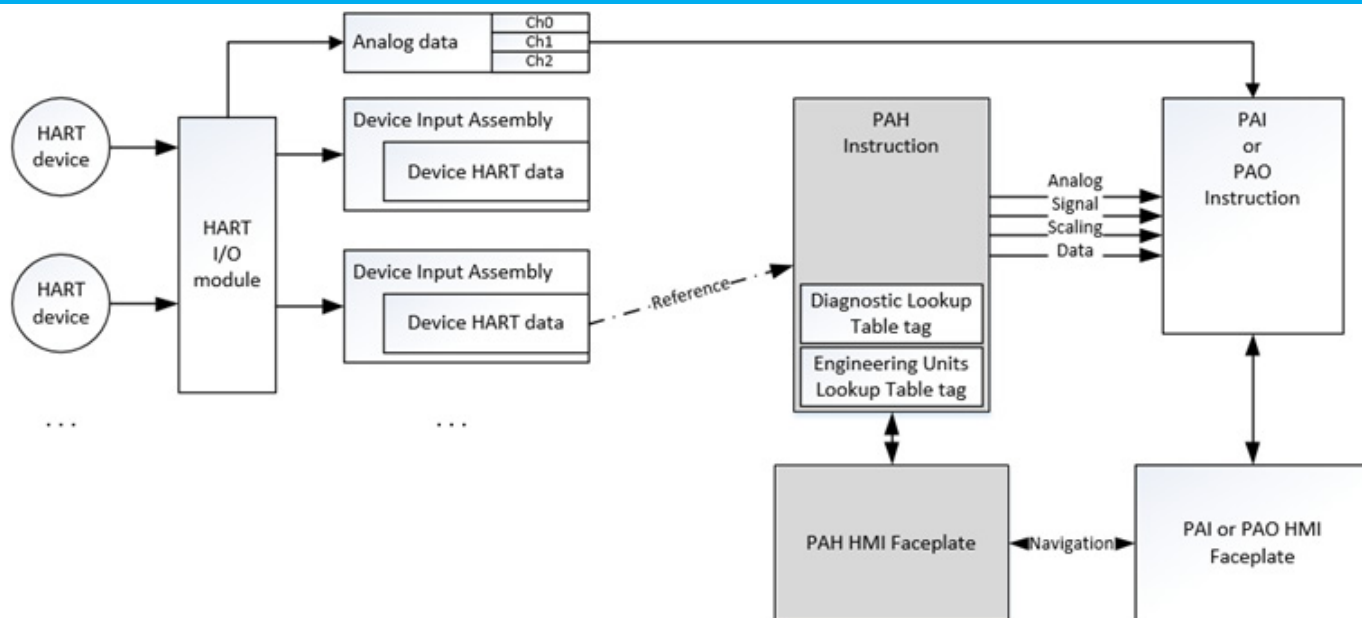 Analog data
Ch0
Ch1
Ch2
HART
device
HART
I/O
module
Device Input Assembly
Device HART data
HART
device
Device Input Assembly
Device HART data
Reference
PAH
Instruction
Diagnostic Lookup
Table tag
Engineering Units
Lookup Table tag
Analog
Signal
Scaling
Data
PAI
or
PAO
Instruction
...
...
PAH HMI Faceplate
Navigation
PAI or PAO HMI
Faceplate